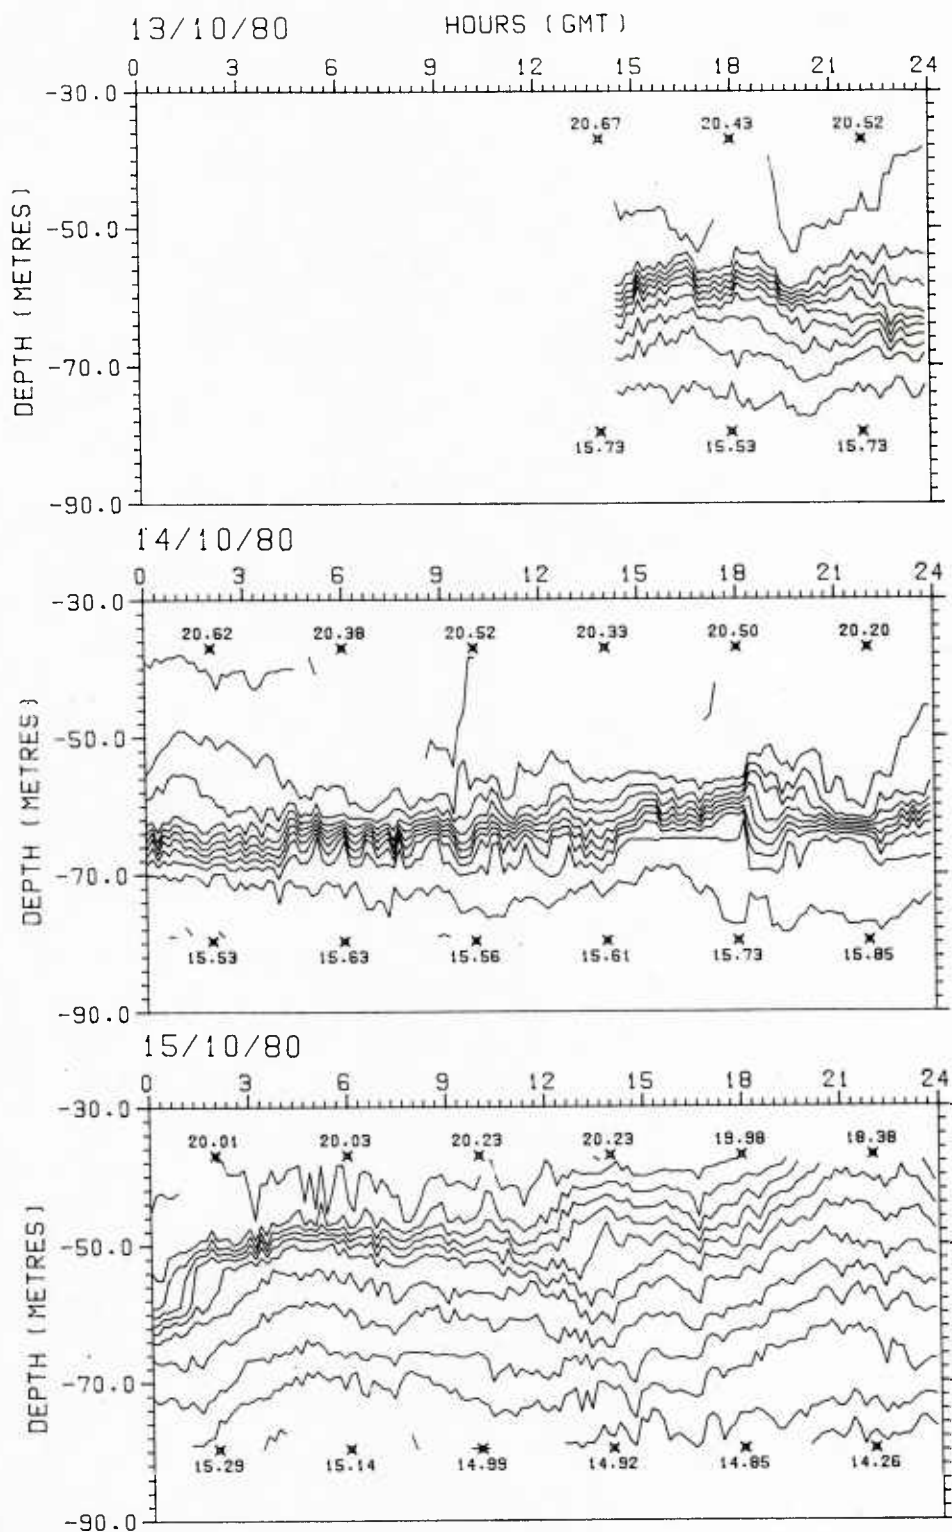 13/10/80 HOURS (GMT)
0 3 6 9 12 15 18 21 24
-30.0
20.67 20.43 20.52
-50.0
DEPTH (METRES)
-70.0
15.73 15.53 15.73
-90.0
14/10/80
0 3 6 9 12 15 18 21 24
-30.0
20.62 20.38 20.52 20.33 20.50 20.20
-50.0
DEPTH (METRES)
-70.0
15.53 15.63 15.56 15.61 15.73 15.85
-90.0
15/10/80
0 3 6 9 12 15 18 21 24
-30.0
20.01 20.03 20.23 20.23 19.98 18.38
-50.0
DEPTH (METRES)
-70.0
15.29 15.14 14.99 14.92 14.85 14.26
-90.0